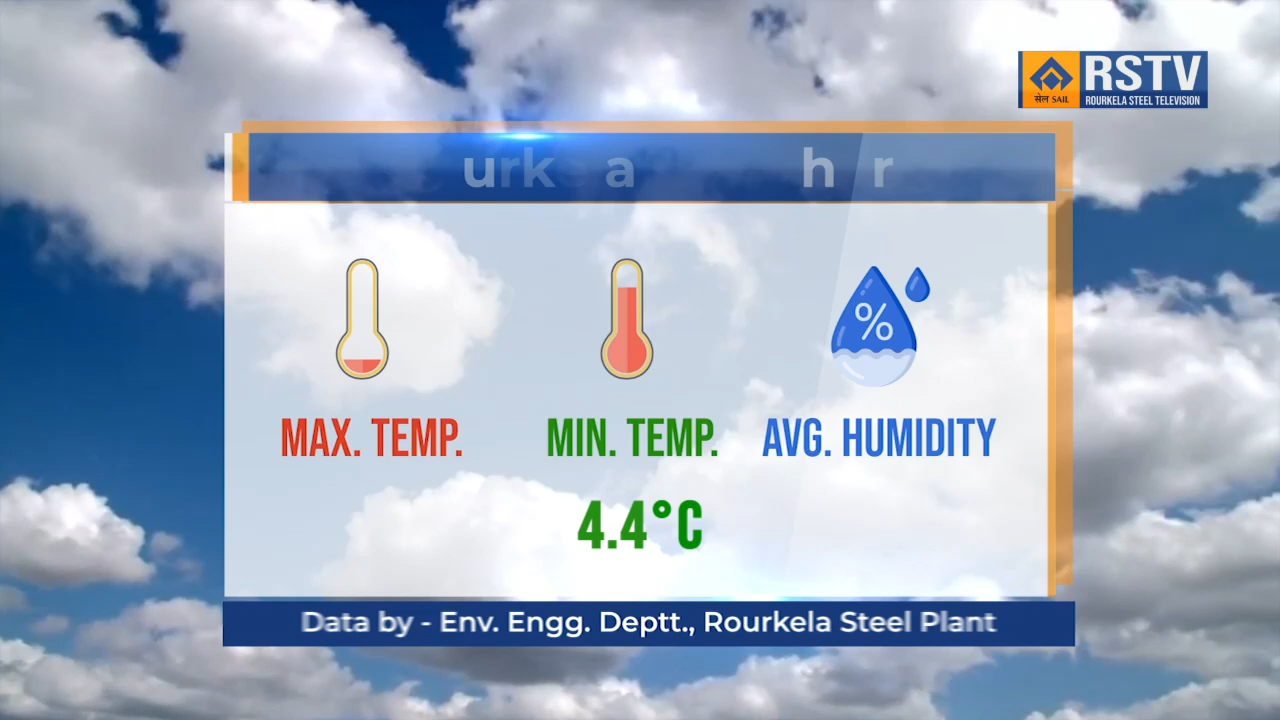 सेल SAIL
RSTV
ROURKELA STEEL TELEVISION
%
MAX. TEMP.
MIN. TEMP.
AVG. HUMIDITY
4.4°C
Data by - Env. Engg. Deptt., Rourkela Steel Plant